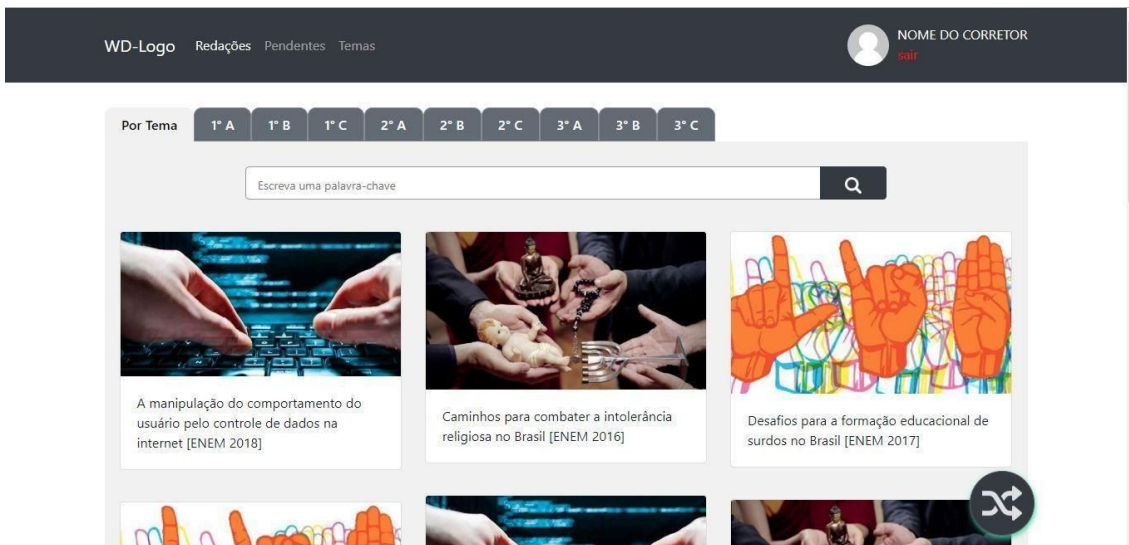 WD-Logo Redações Pendentes Temas
NOME DO CORRETOR
sair
Por Tema 1° A 1° B 1° C 2° A 2° B 2° C 3° A 3° B 3° C
Escreva uma palavra-chave
A manipulação do comportamento do
usuário pelo controle de dados na
internet [ENEM 2018]
Caminhos para combater a intolerância
religiosa no Brasil [ENEM 2016]
Desafios para a formação educacional de
surdos no Brasil [ENEM 2017]